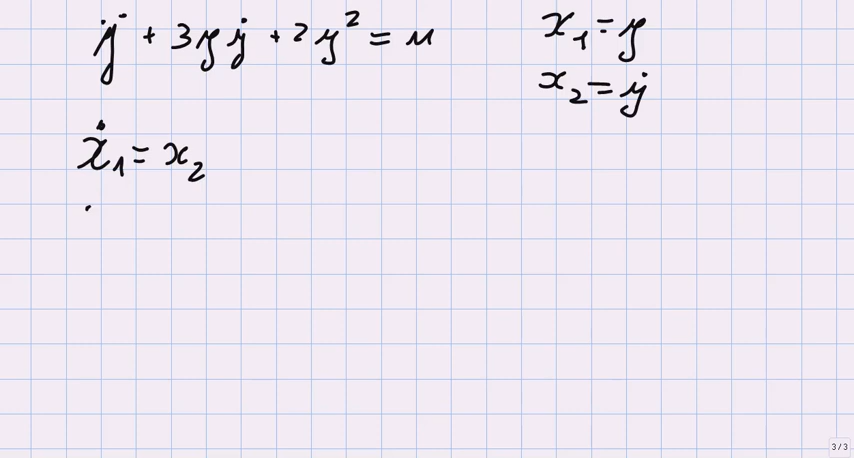 ÿ + 3yẏ + 2y² = u
x₁ = y
x₂ = ẏ
ẋ₁ = x₂
3/3